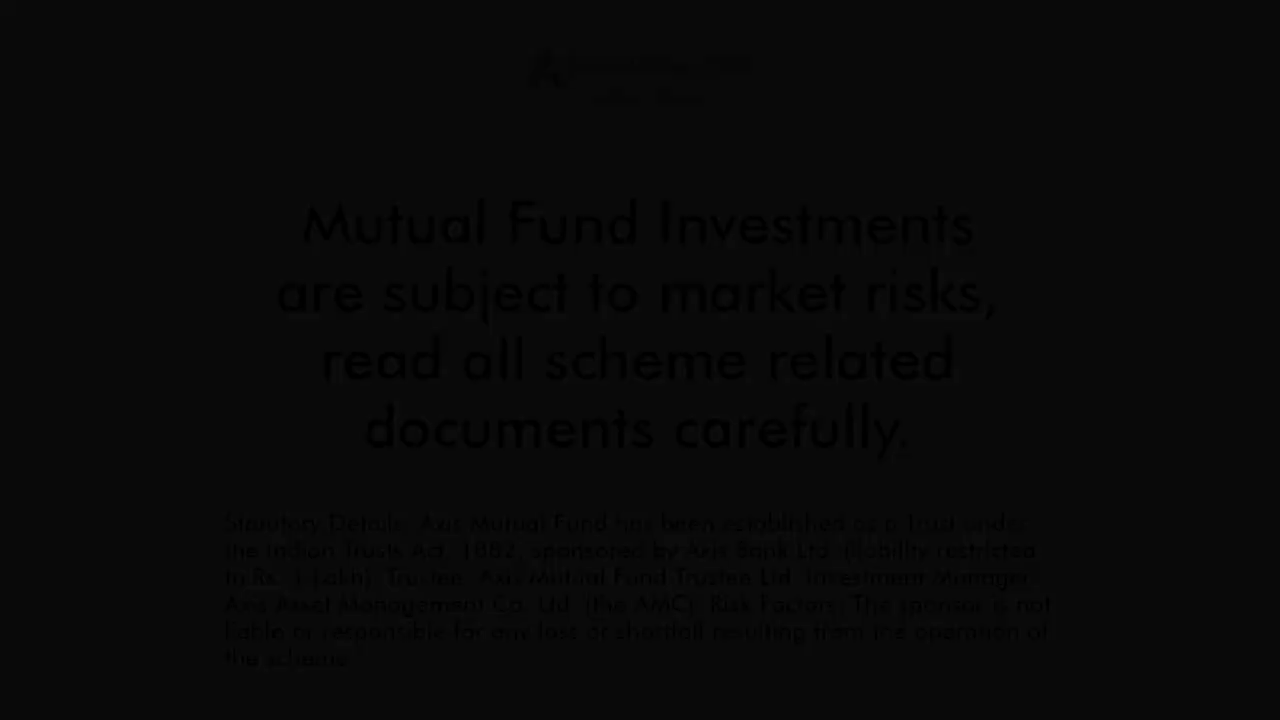 Mutual Fund Investments
are subject to market risks,
read all scheme related
documents carefully.
Statutory Details: Axis Mutual Fund has been established as a Trust under
the Indian Trusts Act, 1882, sponsored by Axis Bank Ltd. (liability restricted
to Rs. 1 Lakh). Trustee: Axis Mutual Fund Trustee Ltd. Investment Manager:
Axis Asset Management Co. Ltd. (the AMC). Risk Factors: The sponsor is not
liable or responsible for any loss or shortfall resulting from the operation of
the scheme.